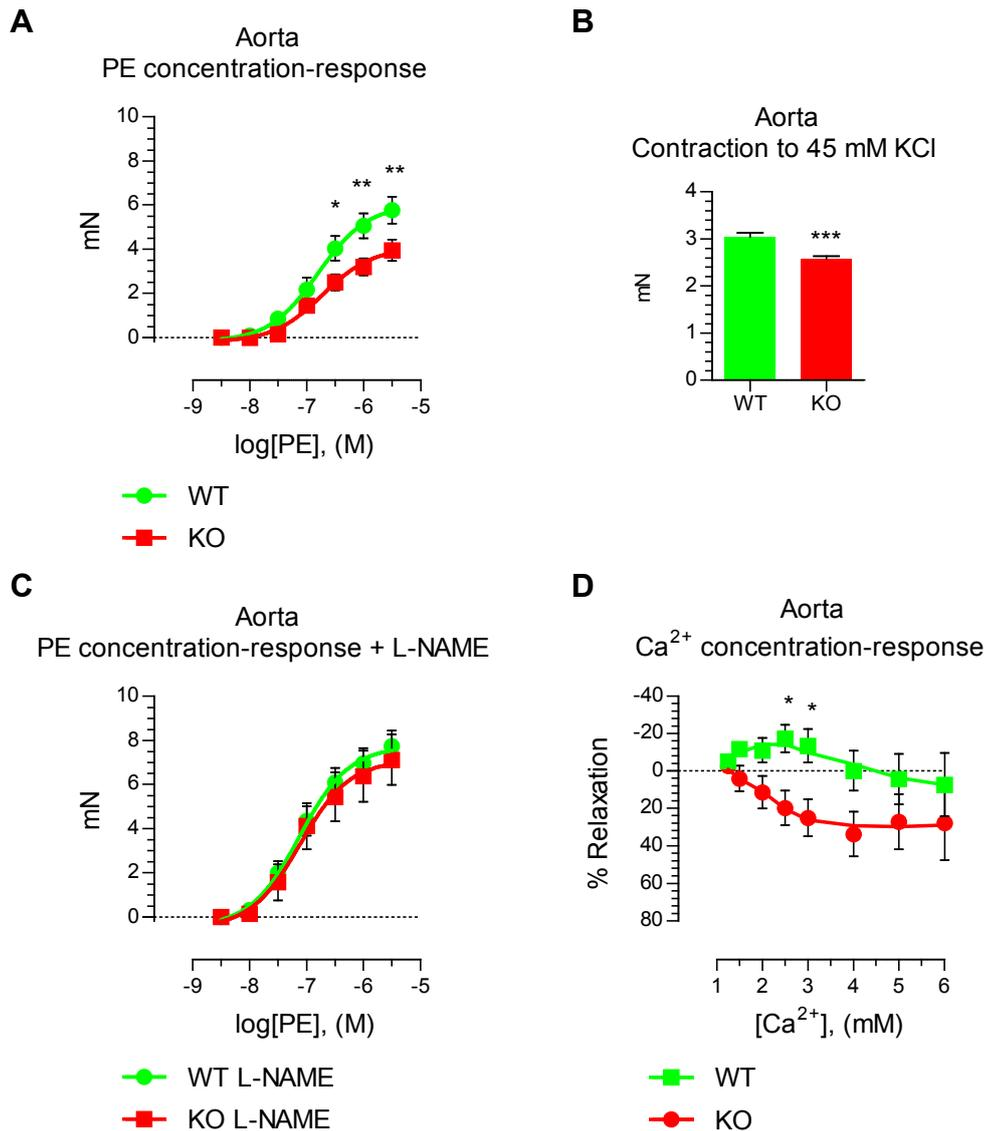 A
Aorta
PE concentration-response
10
8
6
4
2
0
mN
*
**
**
-9
-8
-7
-6
-5
log[PE], (M)
WT
KO
B
Aorta
Contraction to 45 mM KCl
4
3
2
1
0
mN
***
WT
KO
C
Aorta
PE concentration-response + L-NAME
10
8
6
4
2
0
mN
-9
-8
-7
-6
-5
log[PE], (M)
WT L-NAME
KO L-NAME
D
Aorta
Ca²⁺ concentration-response
-40
-20
0
20
40
60
80
% Relaxation
*
*
1
2
3
4
5
6
[Ca²⁺], (mM)
WT
KO